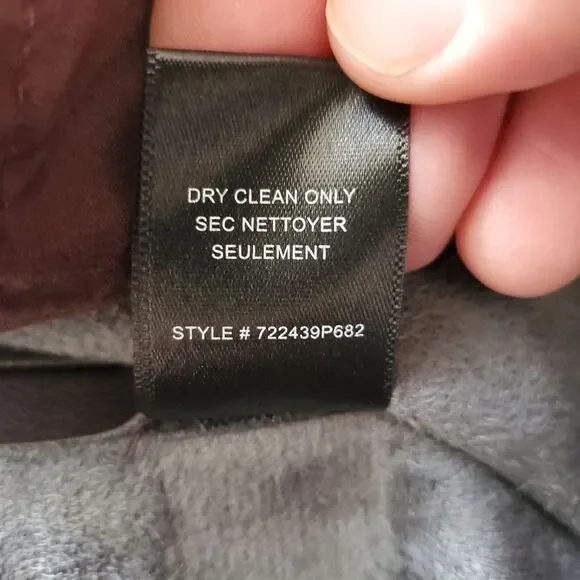 DRY CLEAN ONLY
SEC NETTOYER
SEULEMENT
STYLE # 722439P682